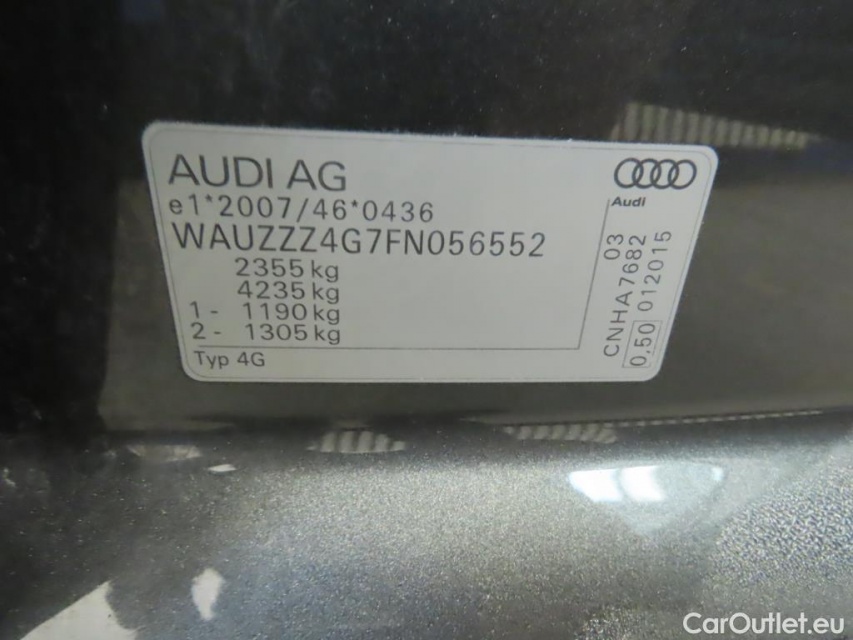 AUDI AG
e1*2007/46*0436
WAUZZZ4G7FN056552
2355 kg
4235 kg
1- 1190 kg
2- 1305 kg
Typ 4G
Audi
03
CNHA7682
0,50 012015
CarOutlet.eu